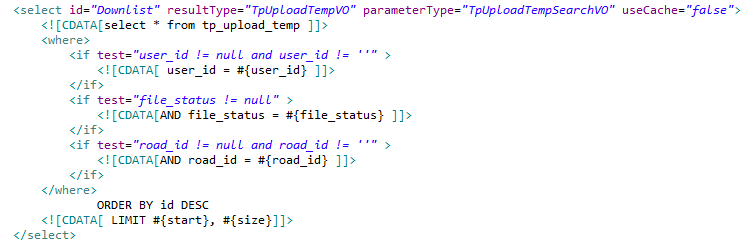 <select id="Downlist" resultType="TpUploadTempVO" parameterType="TpUploadTempSearchVO" useCache="false">
<![CDATA[select * from tp_upload_temp ]]>
<where>
<if test="user_id != null and user_id != ''" >
<![CDATA[ user_id = #{user_id} ]]>
</if>
<if test="file_status != null" >
<![CDATA[AND file_status = #{file_status} ]]>
</if>
<if test="road_id != null and road_id != ''" >
<![CDATA[AND road_id = #{road_id} ]]>
</if>
</where>
ORDER BY id DESC
<![CDATA[ LIMIT #{start}, #{size}]]>
</select>